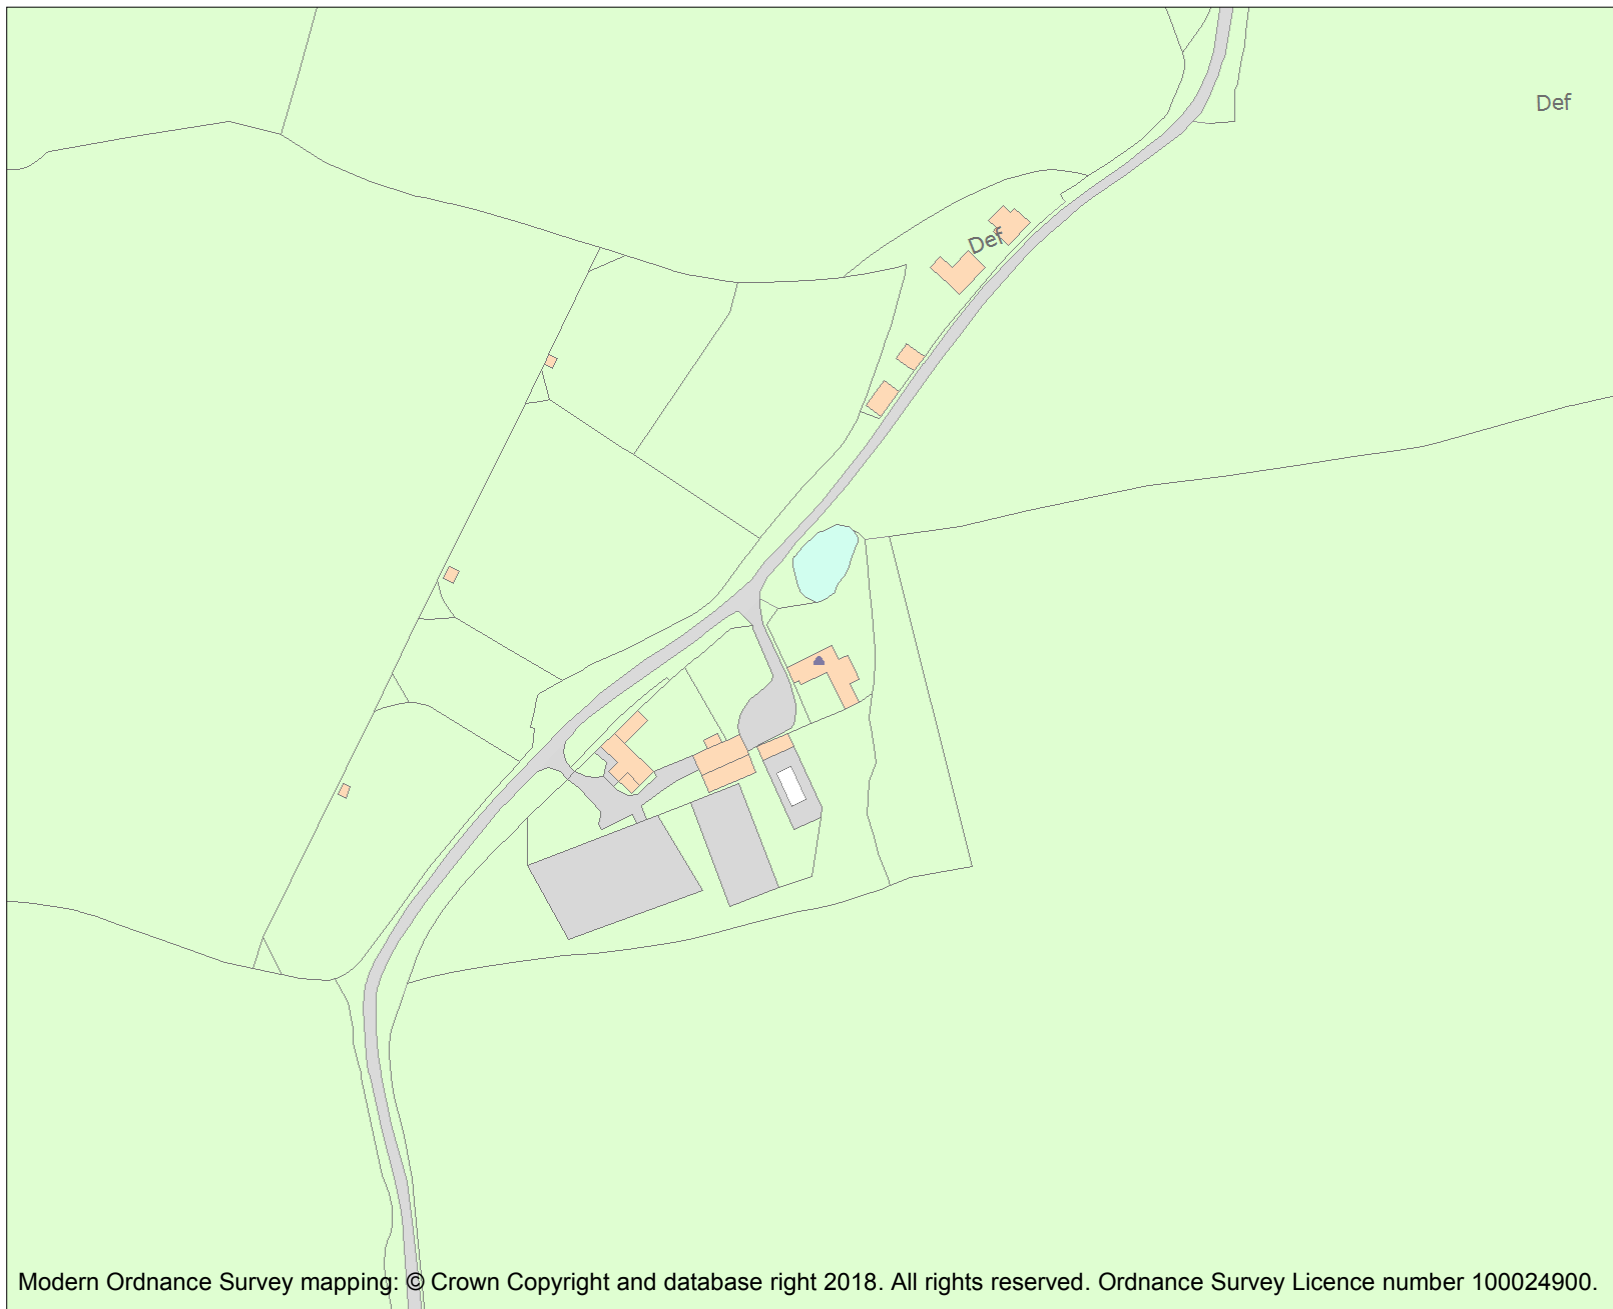 Def
Def
Modern Ordnance Survey mapping: © Crown Copyright and database right 2018. All rights reserved. Ordnance Survey Licence number 100024900.